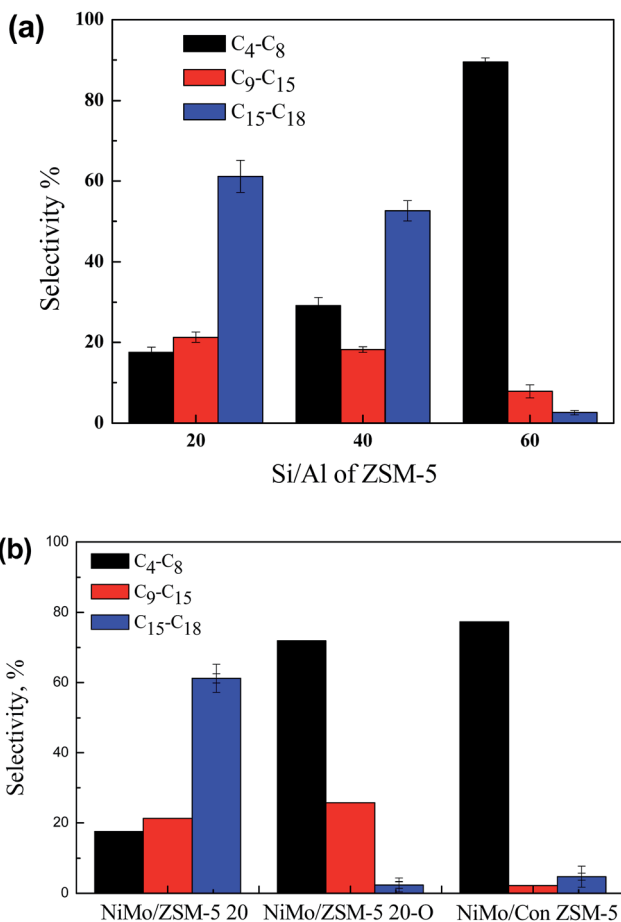 (a)
100
80
60
40
20
0
Selectivity %
C4-C8
C9-C15
C15-C18
20 40 60
Si/Al of ZSM-5
(b)
100
80
60
40
20
0
Selectivity, %
C4-C8
C9-C15
C15-C18
NiMo/ZSM-5 20 NiMo/ZSM-5 20-O NiMo/Con ZSM-5